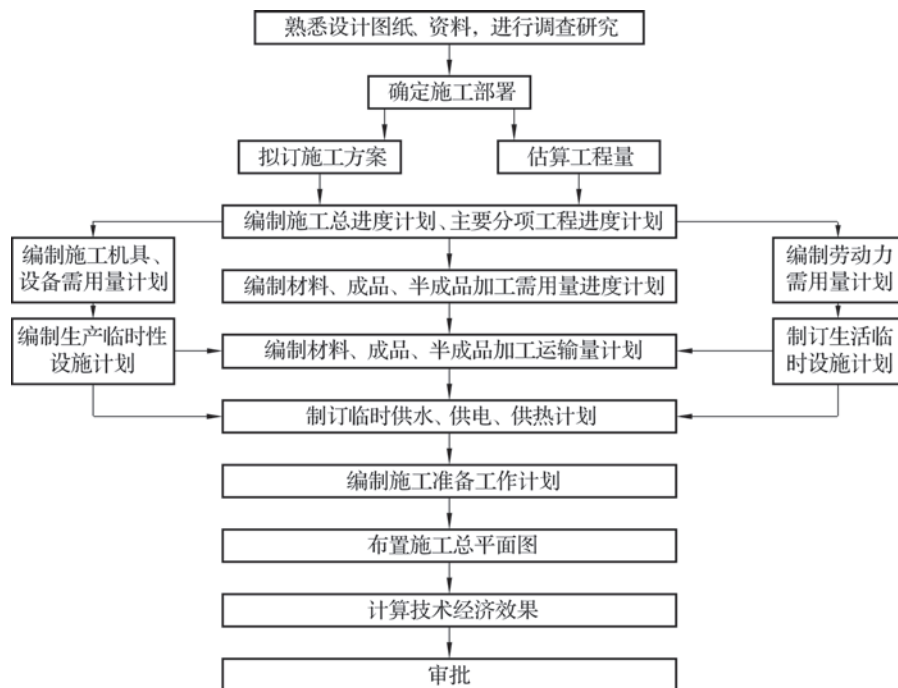 熟悉设计图纸、资料，进行调查研究
确定施工部署
拟订施工方案
估算工程量
编制施工总进度计划、主要分项工程进度计划
编制施工机具、
设备需用量计划
编制劳动力
需用量计划
编制材料、成品、半成品加工需用量进度计划
编制生产临时性
设施计划
编制材料、成品、半成品加工运输量计划
制订生活临
时设施计划
制订临时供水、供电、供热计划
编制施工准备工作计划
布置施工总平面图
计算技术经济效果
审批